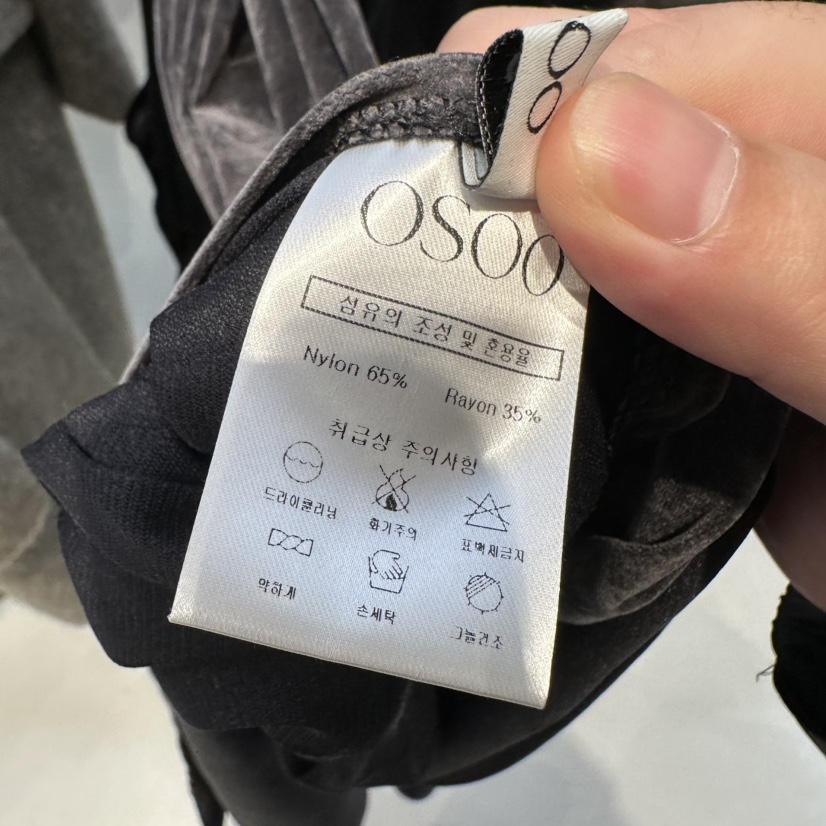 OSOO
섬유의 조성 및 혼용율
Nylon 65% Rayon 35%
취급상 주의사항
드라이클리닝 화기주의 표백제금지
약하게 손세탁 그늘건조